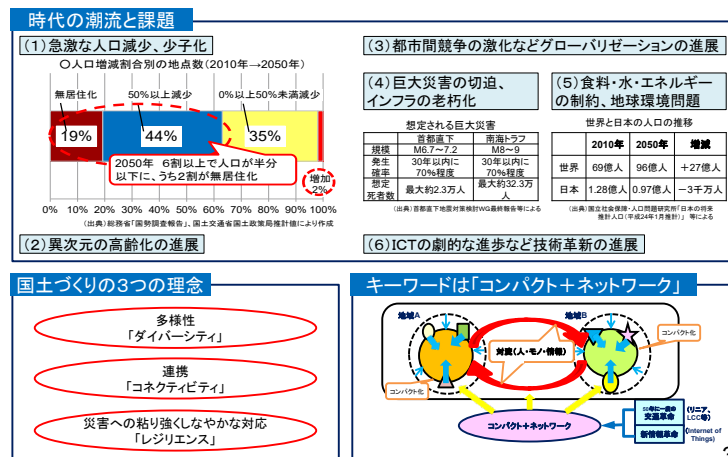 時代の潮流と課題
(1)急激な人口減少、少子化
○人口増減割合別の地点数(2010年→2050年)
無居住化
50%以上減少
0%以上50%未満減少
19%
44%
35%
2050年 6割以上で人口が半分
以下に、うち2割が無居住化
増加
2%
0% 10% 20% 30% 40% 50% 60% 70% 80% 90% 100%
(出典)総務省「国勢調査報告」、国土交通省国土政策局推計値により作成
(2)異次元の高齢化の進展
(3)都市間競争の激化などグローバリゼーションの進展
(4)巨大災害の切迫、
インフラの老朽化
想定される巨大災害
首都直下 南海トラフ
規模 M6.7~7.2 M8~9
発生
確率
30年以内に
70%程度
30年以内に
70%程度
想定
死者数
最大約2.3万人
最大約32.3万
人
(出典)首都直下地震対策検討WG最終報告等による
(5)食料・水・エネルギー
の制約、地球環境問題
世界と日本の人口の推移
2010年 2050年 増減
世界 69億人 96億人 +27億人
日本 1.28億人 0.97億人 -3千万人
(出典)国立社会保障・人口問題研究所「日本の将来
推計人口(平成24年1月推計)」 等による
(6)ICTの劇的な進歩など技術革新の進展
国土づくりの3つの理念
多様性
「ダイバーシティ」
連携
「コネクティビティ」
災害への粘り強くしなやかな対応
「レジリエンス」
キーワードは「コンパクト+ネットワーク」
地域A
地域B
コンパクト化
対流(人・モノ・情報)
コンパクト化
コンパクト+ネットワーク
50年に一度の
交通革命
(リニア、
LCC等)
新情報革命
(Internet of
Things)